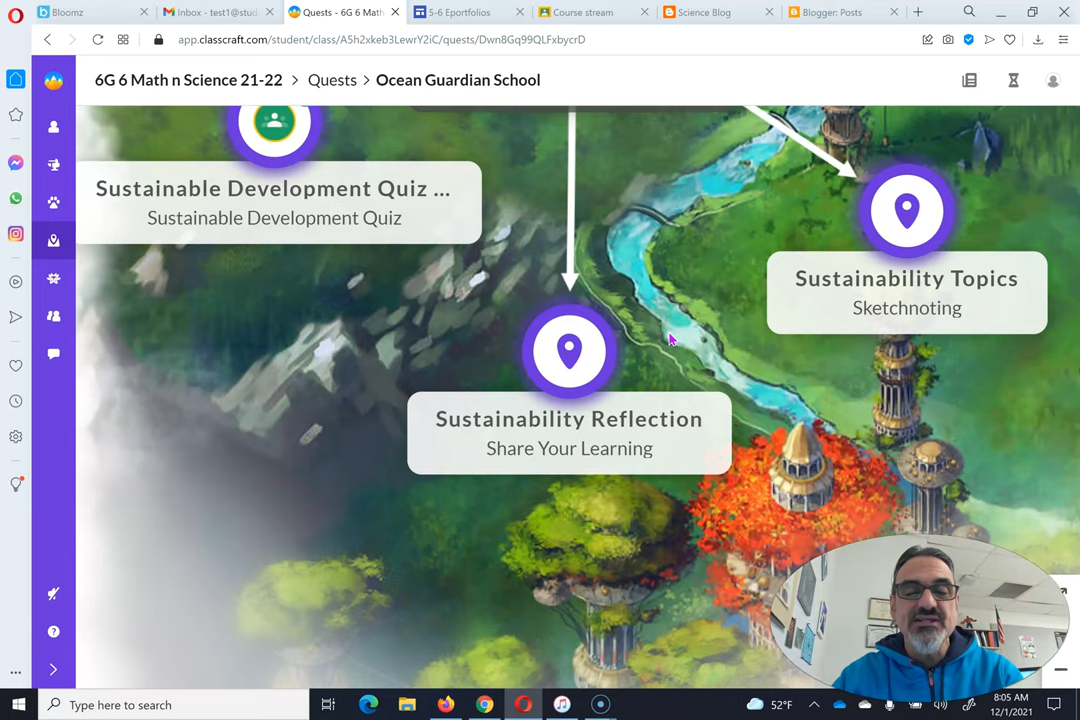 Bloomz
Inbox - test1@stud
Quests - 6G 6 Math
5-6 Eportfolios
Course stream
Science Blog
Blogger: Posts
app.classcraft.com/student/class/A5h2xkeb3LewrY2iC/quests/Dwn8Gq99QLFxbycrD
6G 6 Math n Science 21-22 > Quests > Ocean Guardian School
Sustainable Development Quiz ...
Sustainable Development Quiz
Sustainability Topics
Sketchnoting
Sustainability Reflection
Share Your Learning
Type here to search
52°F
8:05 AM
12/1/2021